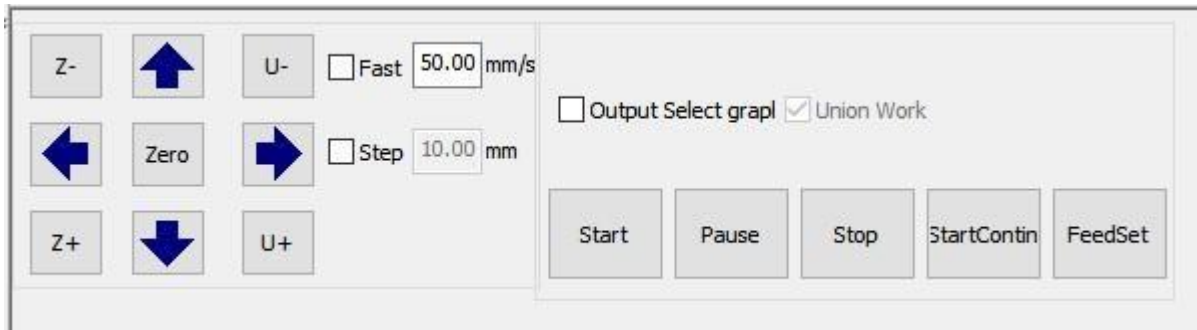 Z-
U-
Fast 50.00 mm/s
Output Select grapl Union Work
Zero
Step 10.00 mm
Z+
U+
Start
Pause
Stop
StartContin
FeedSet